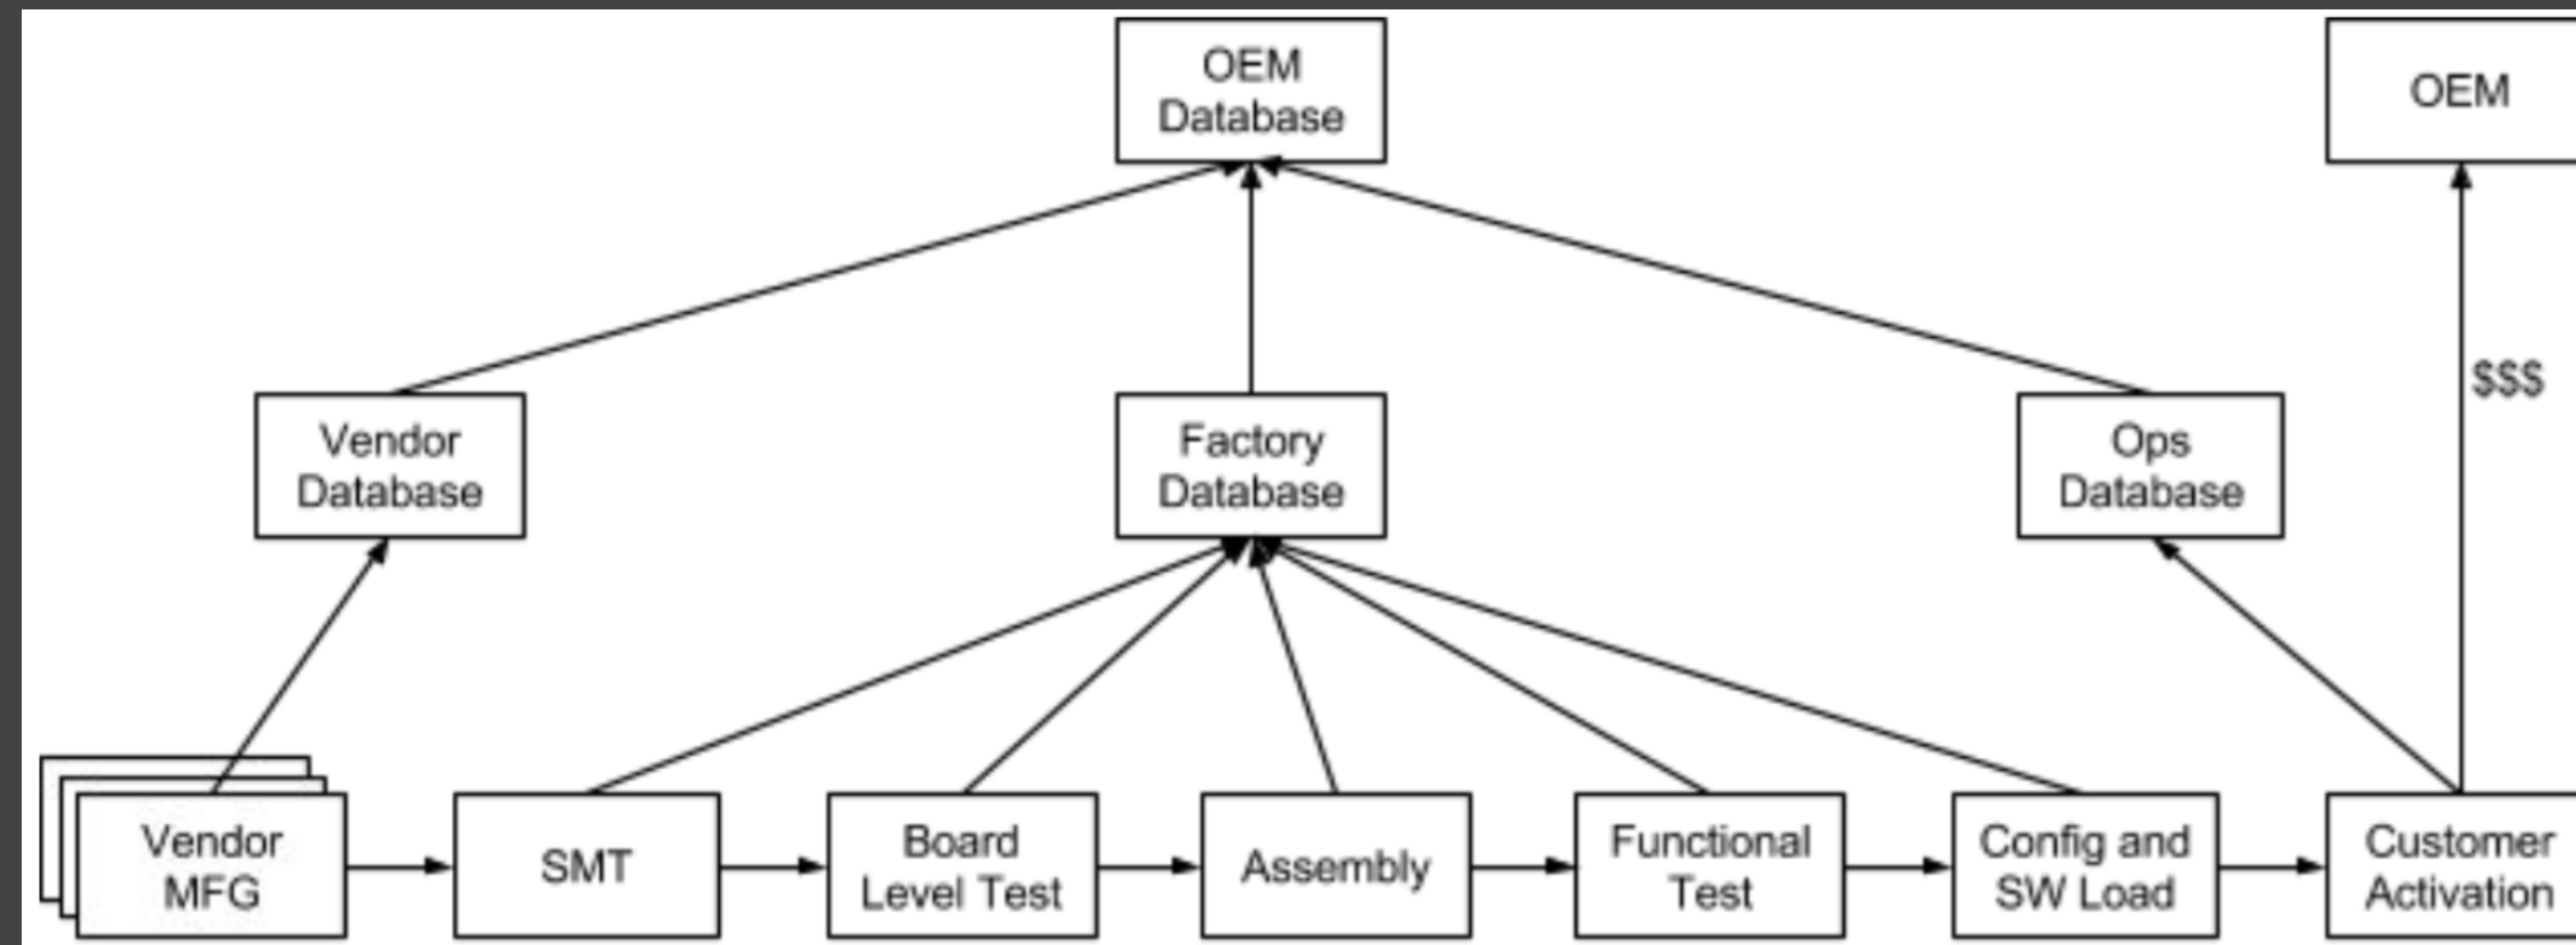 OEM
Database
OEM
$$$
Vendor
Database
Factory
Database
Ops
Database
Vendor
MFG
SMT
Board
Level Test
Assembly
Functional
Test
Config and
SW Load
Customer
Activation